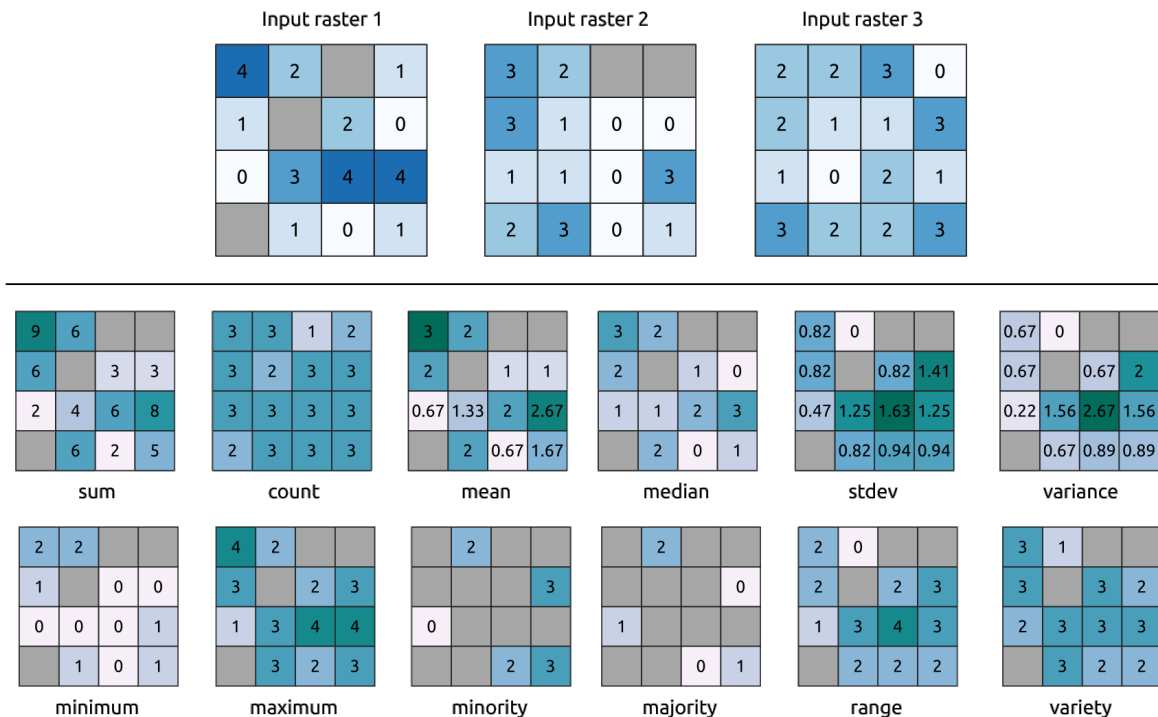 Input raster 1 Input raster 2 Input raster 3
4 2 1 3 2 2 2 3 0
1 2 0 3 1 0 0 2 1 1 3
0 3 4 4 1 1 0 3 1 0 2 1
1 0 1 2 3 0 1 3 2 2 3
9 6 3 3 1 2 3 2 3 2 0.82 0 0.67 0
6 3 3 3 2 3 3 2 1 1 2 1 0 0.82 0.82 1.41 0.67 0.67 2
2 4 6 8 3 3 3 3 0.67 1.33 2 2.67 1 1 2 3 0.47 1.25 1.63 1.25 0.22 1.56 2.67 1.56
6 2 5 2 3 3 3 2 0.67 1.67 2 0 1 0.82 0.94 0.94 0.67 0.89 0.89
sum count mean median stdev variance
2 2 4 2 2 2 2 0 3 1
1 0 0 3 2 3 3 0 2 2 3 3 3 2
0 0 0 1 1 3 4 4 0 1 1 3 4 3 2 3 3 3
1 0 1 3 2 3 2 3 0 1 2 2 2 3 2 2
minimum maximum minority majority range variety